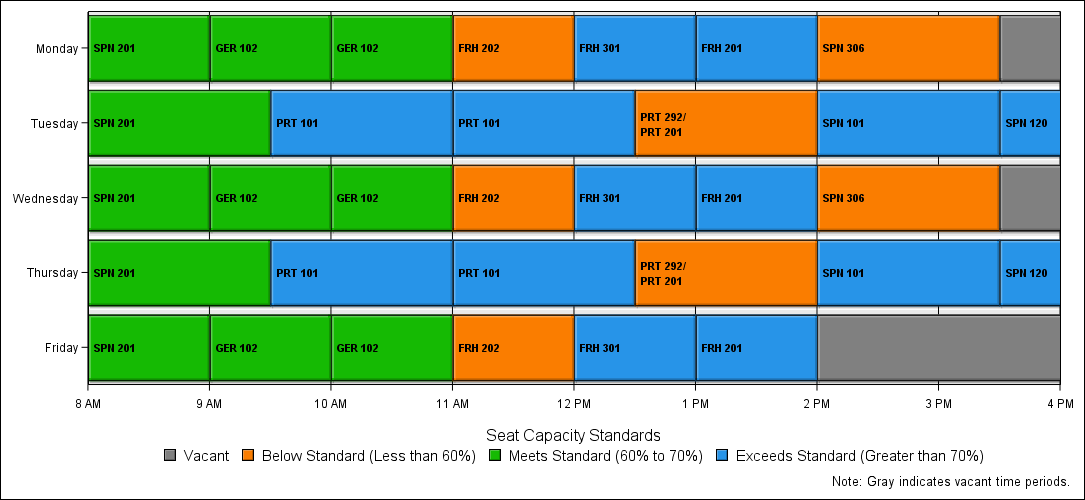 Monday
SPN 201
GER 102
GER 102
FRH 202
FRH 301
FRH 201
SPN 306
Tuesday
SPN 201
PRT 101
PRT 101
PRT 292/
PRT 201
SPN 101
SPN 120
Wednesday
SPN 201
GER 102
GER 102
FRH 202
FRH 301
FRH 201
SPN 306
Thursday
SPN 201
PRT 101
PRT 101
PRT 292/
PRT 201
SPN 101
SPN 120
Friday
SPN 201
GER 102
GER 102
FRH 202
FRH 301
FRH 201
8 AM
9 AM
10 AM
11 AM
12 PM
1 PM
2 PM
3 PM
4 PM
Seat Capacity Standards
Vacant
Below Standard (Less than 60%)
Meets Standard (60% to 70%)
Exceeds Standard (Greater than 70%)
Note: Gray indicates vacant time periods.